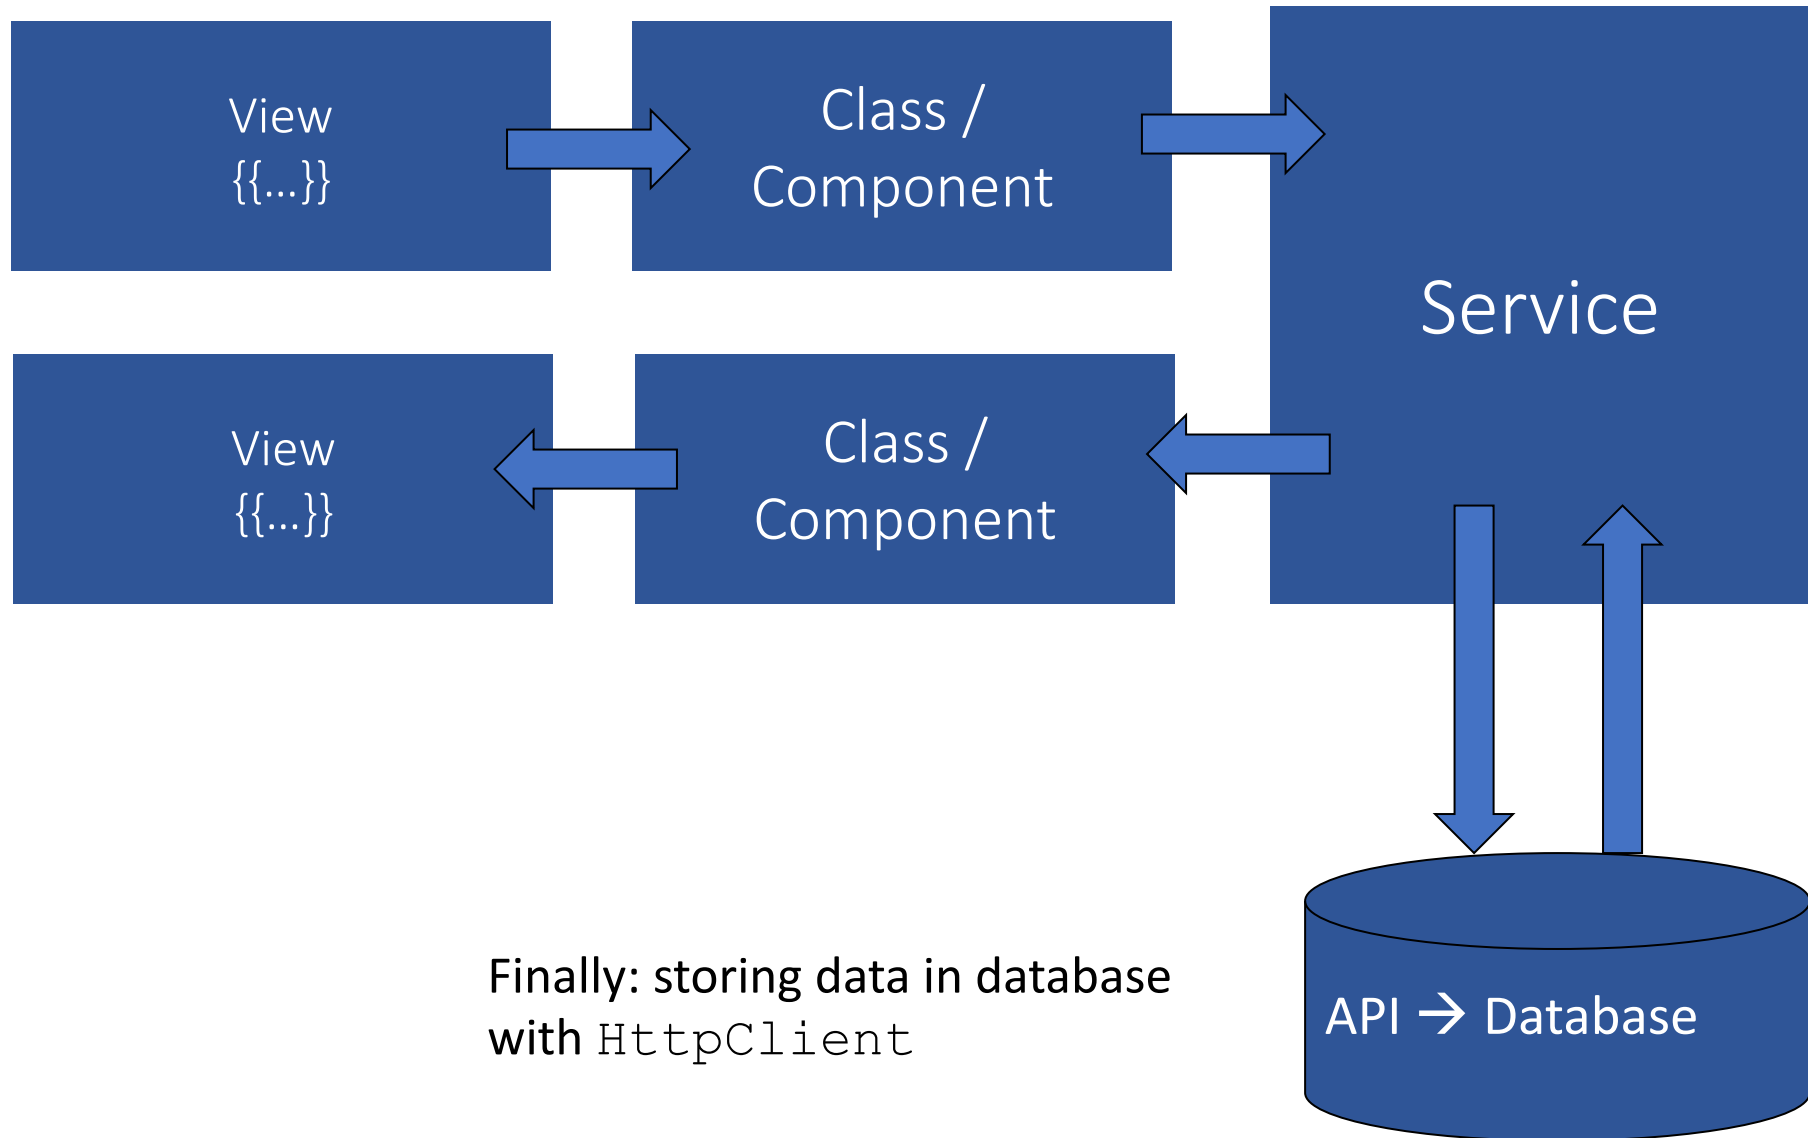 View
{{...}}
Class /
Component
Service
View
{{...}}
Class /
Component
Finally: storing data in database
with HttpClient
API → Database